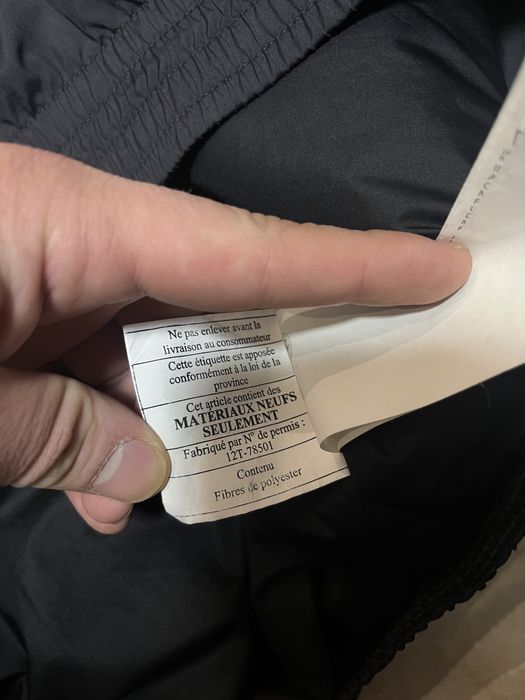 Ne pas enlever avant la
livraison au consommateur
Cette étiquette est apposée
conformément à la loi de la
province
Cet article contient des
MATÉRIAUX NEUFS
SEULEMENT
Fabriqué par N° de permis :
12T-78501
Contenu
Fibres de polyester